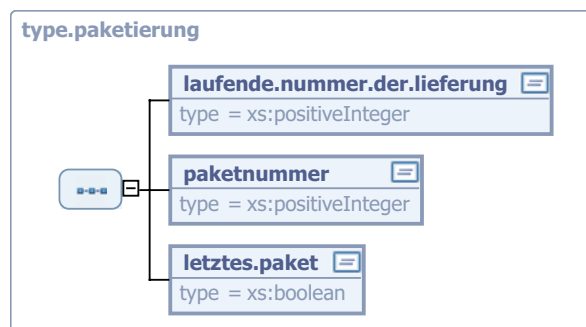 type.paketierung
laufende.nummer.der.lieferung
type = xs:positiveInteger
paketnummer
type = xs:positiveInteger
letztes.paket
type = xs:boolean